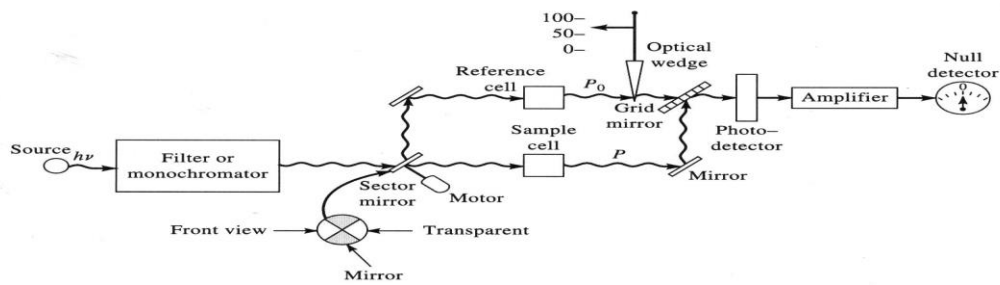 100–
50–
0–
Optical
wedge
Null
detector
0
Reference
cell
P₀
Grid
mirror
Amplifier
Photo–
detector
Source
hν
Filter or
monochromator
Sample
cell
P
Mirror
Sector
mirror
Motor
Front view
Transparent
Mirror